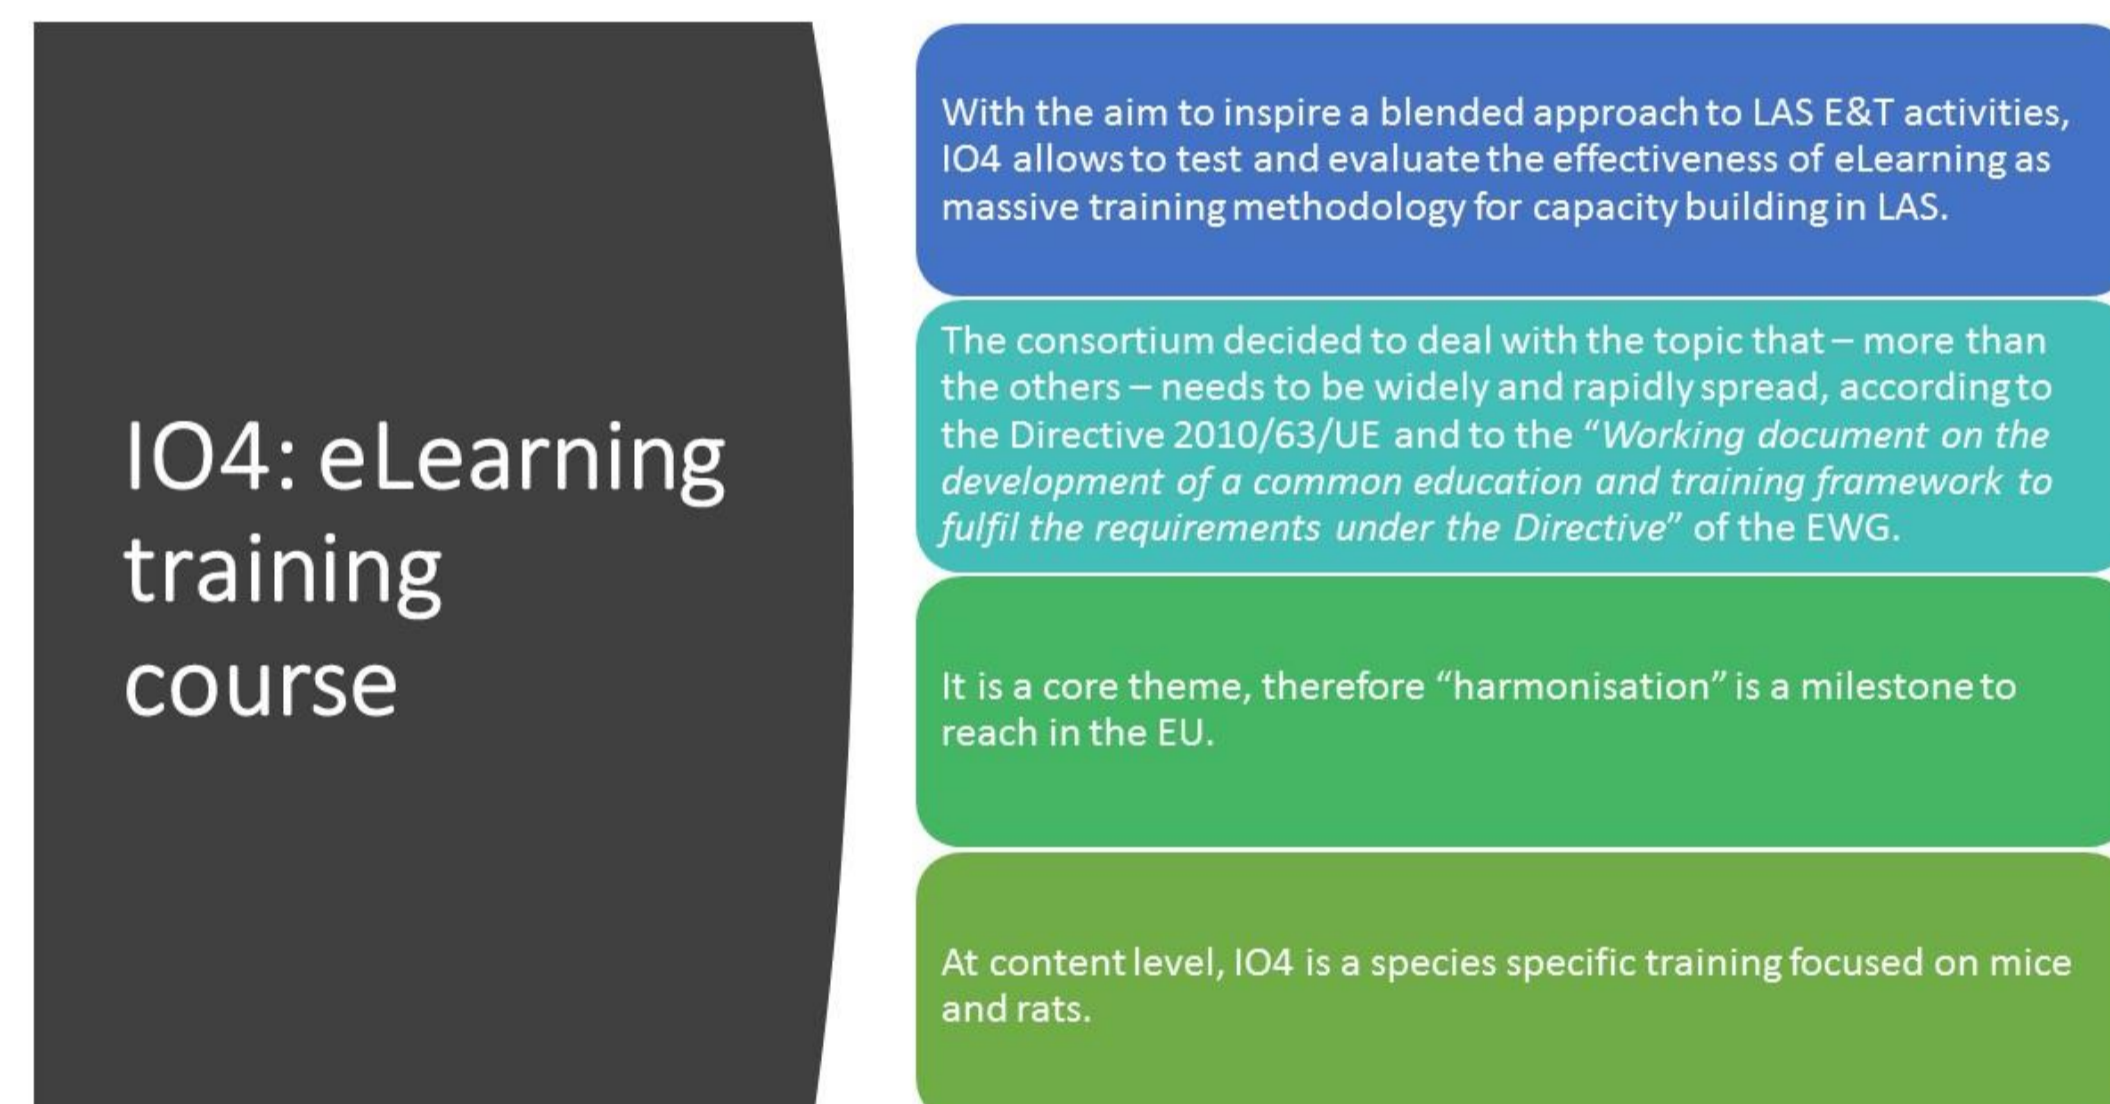 IO4: eLearning
training
course
With the aim to inspire a blended approach to LAS E&T activities,
IO4 allows to test and evaluate the effectiveness of eLearning as
massive training methodology for capacity building in LAS.
The consortium decided to deal with the topic that – more than
the others – needs to be widely and rapidly spread, according to
the Directive 2010/63/UE and to the “Working document on the
development of a common education and training framework to
fulfil the requirements under the Directive” of the EWG.
It is a core theme, therefore “harmonisation” is a milestone to
reach in the EU.
At content level, IO4 is a species specific training focused on mice
and rats.